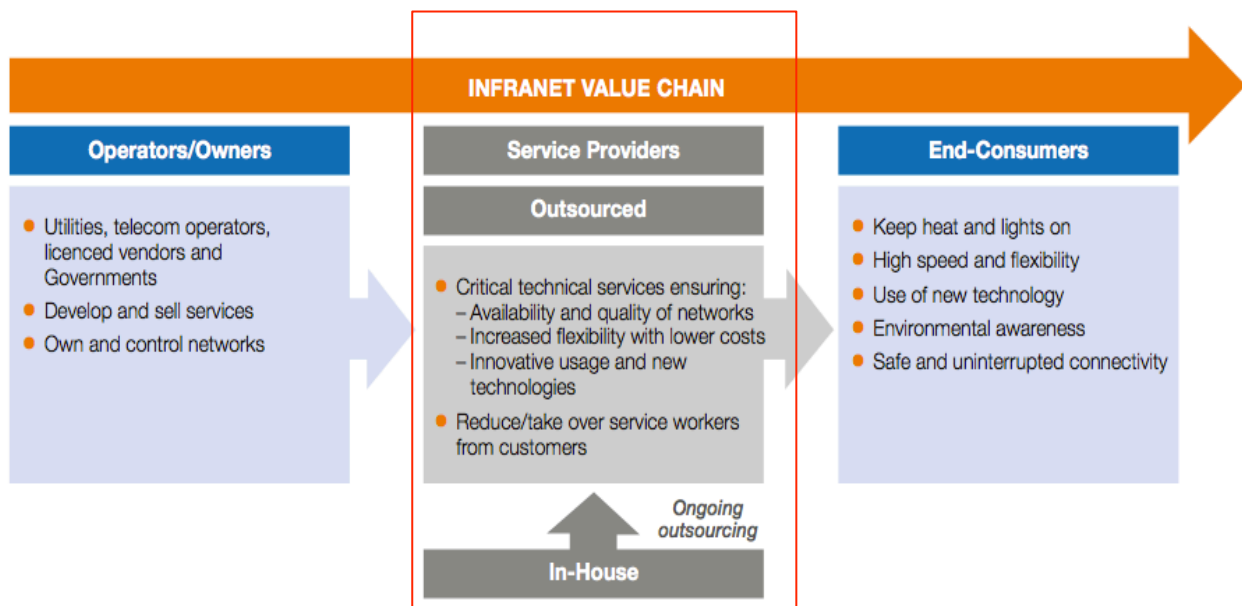 INFRANET VALUE CHAIN
Operators/Owners
• Utilities, telecom operators,
licenced vendors and
Governments
• Develop and sell services
• Own and control networks
Service Providers
Outsourced
• Critical technical services ensuring:
– Availability and quality of networks
– Increased flexibility with lower costs
– Innovative usage and new
technologies
• Reduce/take over service workers
from customers
Ongoing
outsourcing
In-House
End-Consumers
• Keep heat and lights on
• High speed and flexibility
• Use of new technology
• Environmental awareness
• Safe and uninterrupted connectivity